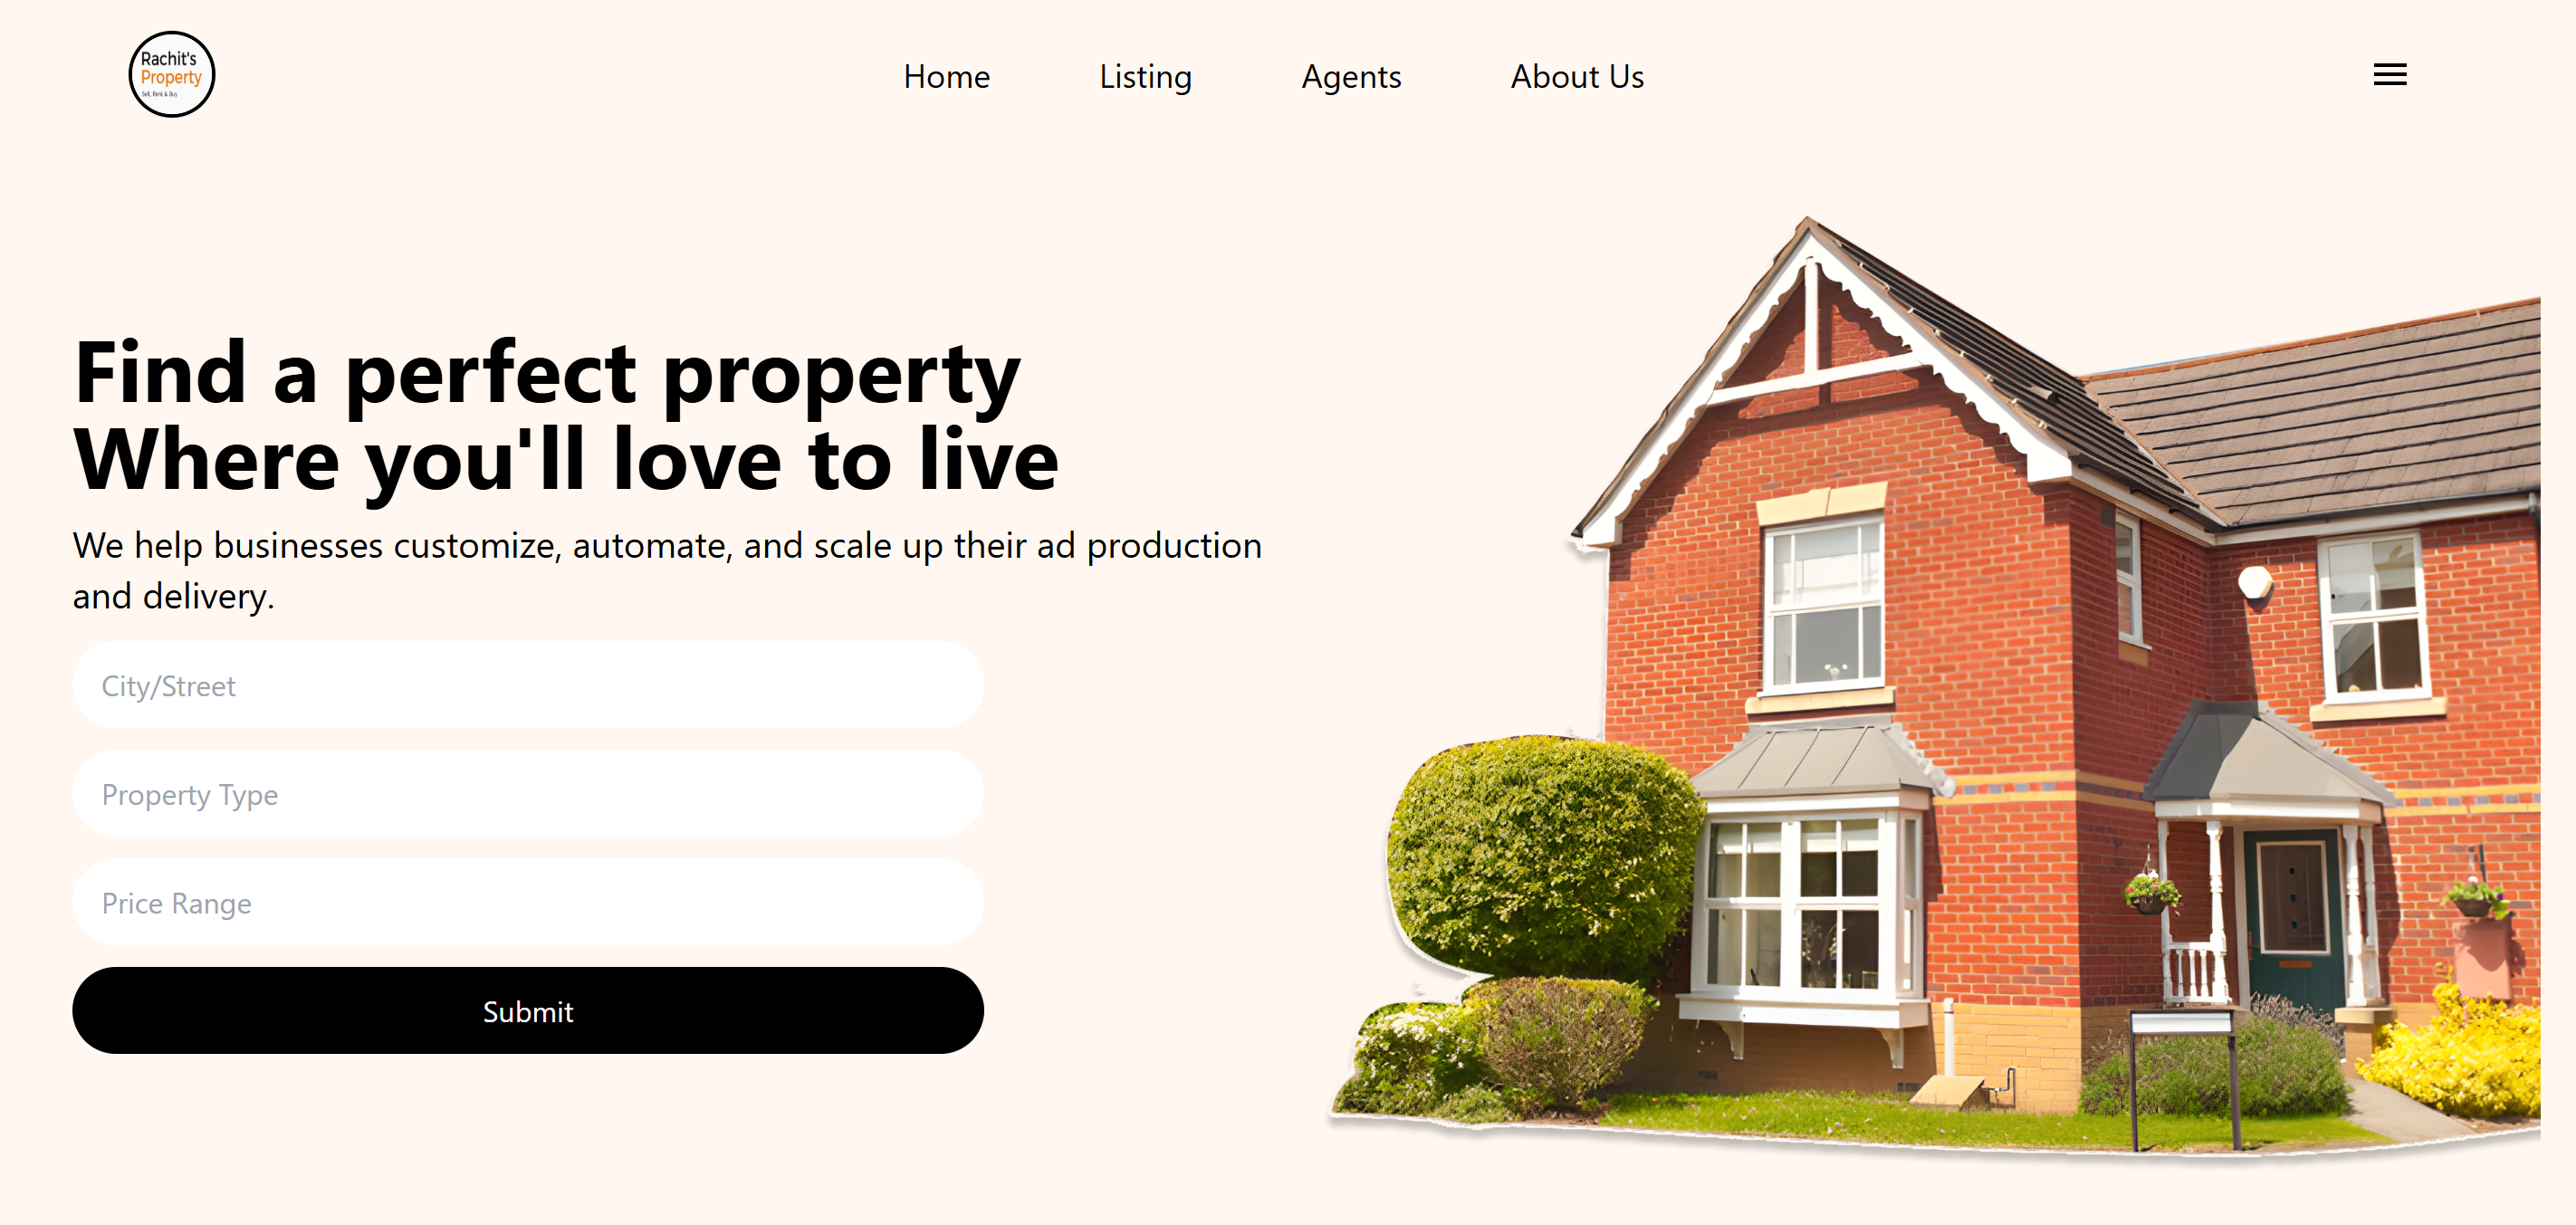 Rachit's
Property
Sell, Rent & Buy
Home Listing Agents About Us
Find a perfect property
Where you'll love to live
We help businesses customize, automate, and scale up their ad production
and delivery.
City/Street
Property Type
Price Range
Submit